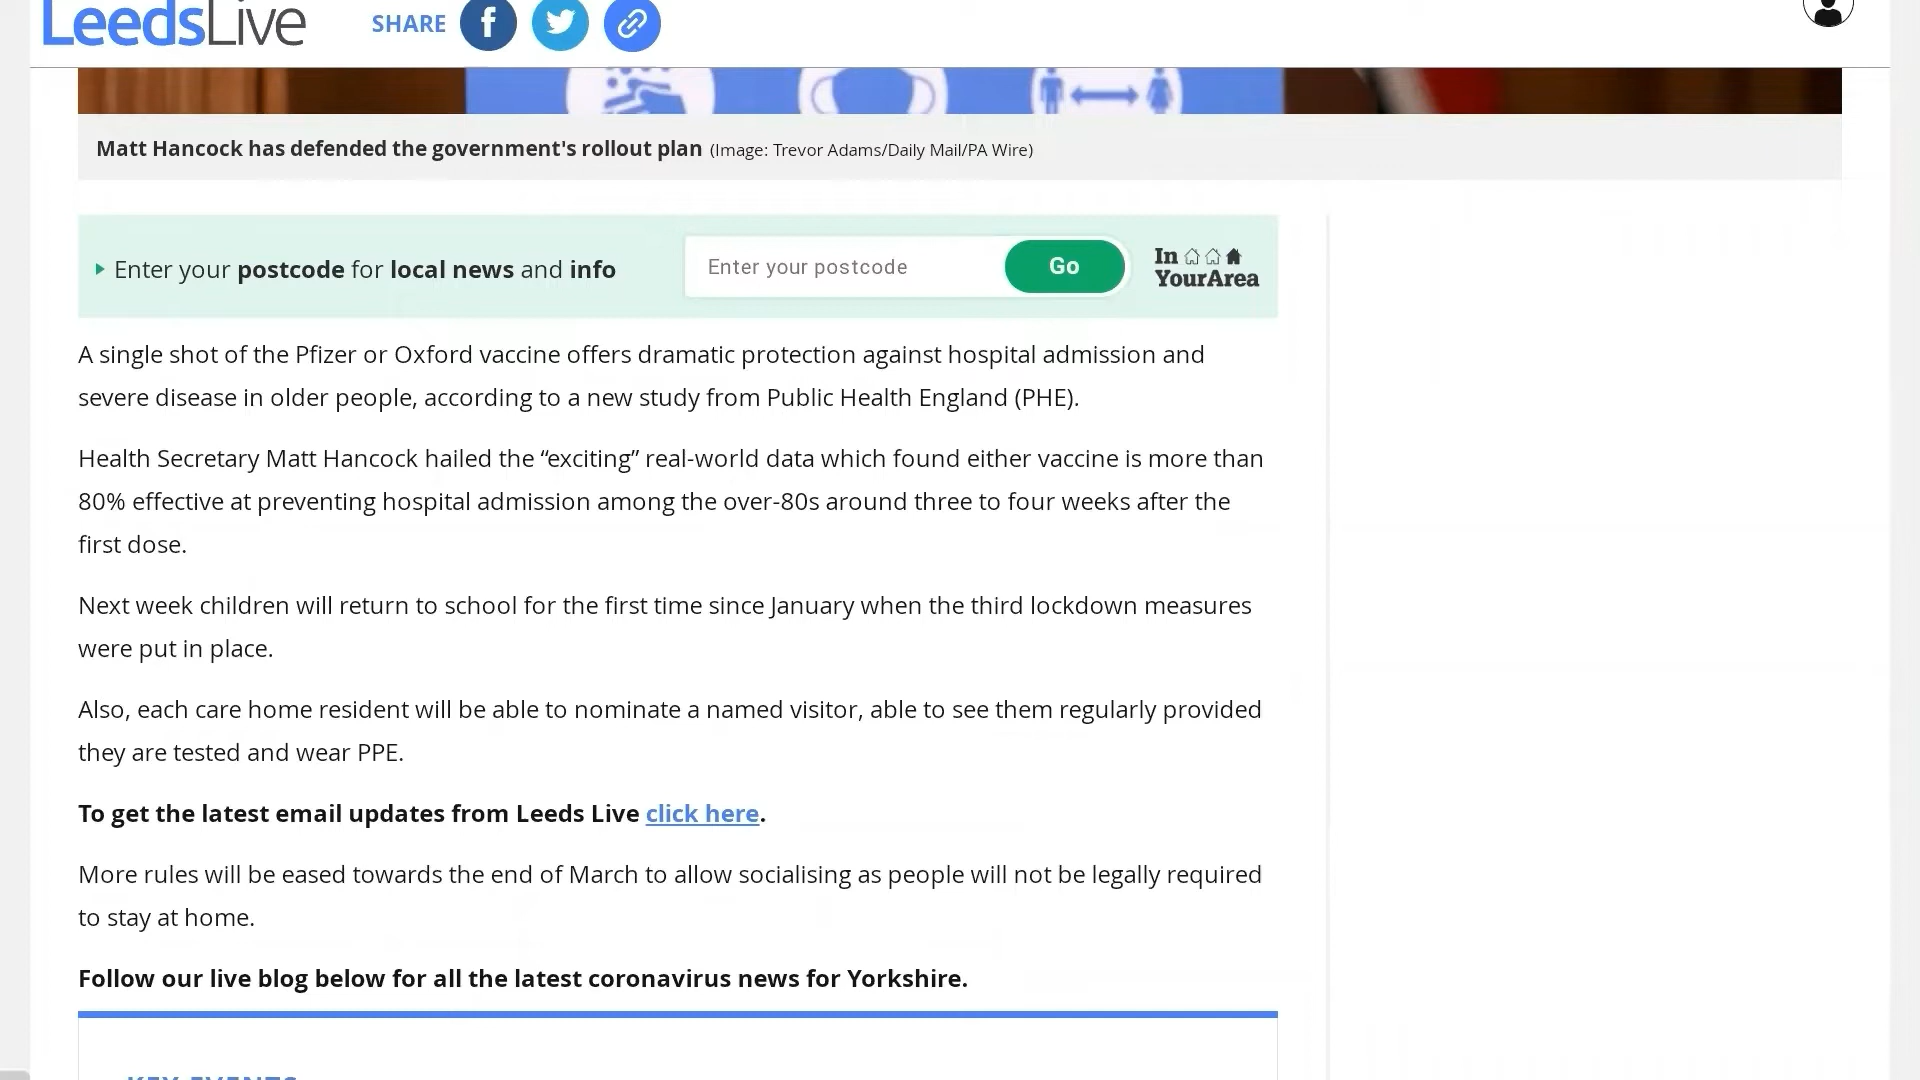 LeedsLive
SHARE
Matt Hancock has defended the government's rollout plan (Image: Trevor Adams/Daily Mail/PA Wire)
Enter your postcode for local news and info
Enter your postcode
Go
In
YourArea
A single shot of the Pfizer or Oxford vaccine offers dramatic protection against hospital admission and
severe disease in older people, according to a new study from Public Health England (PHE).
Health Secretary Matt Hancock hailed the “exciting” real-world data which found either vaccine is more than
80% effective at preventing hospital admission among the over-80s around three to four weeks after the
first dose.
Next week children will return to school for the first time since January when the third lockdown measures
were put in place.
Also, each care home resident will be able to nominate a named visitor, able to see them regularly provided
they are tested and wear PPE.
To get the latest email updates from Leeds Live click here.
More rules will be eased towards the end of March to allow socialising as people will not be legally required
to stay at home.
Follow our live blog below for all the latest coronavirus news for Yorkshire.
KEY EVENTS